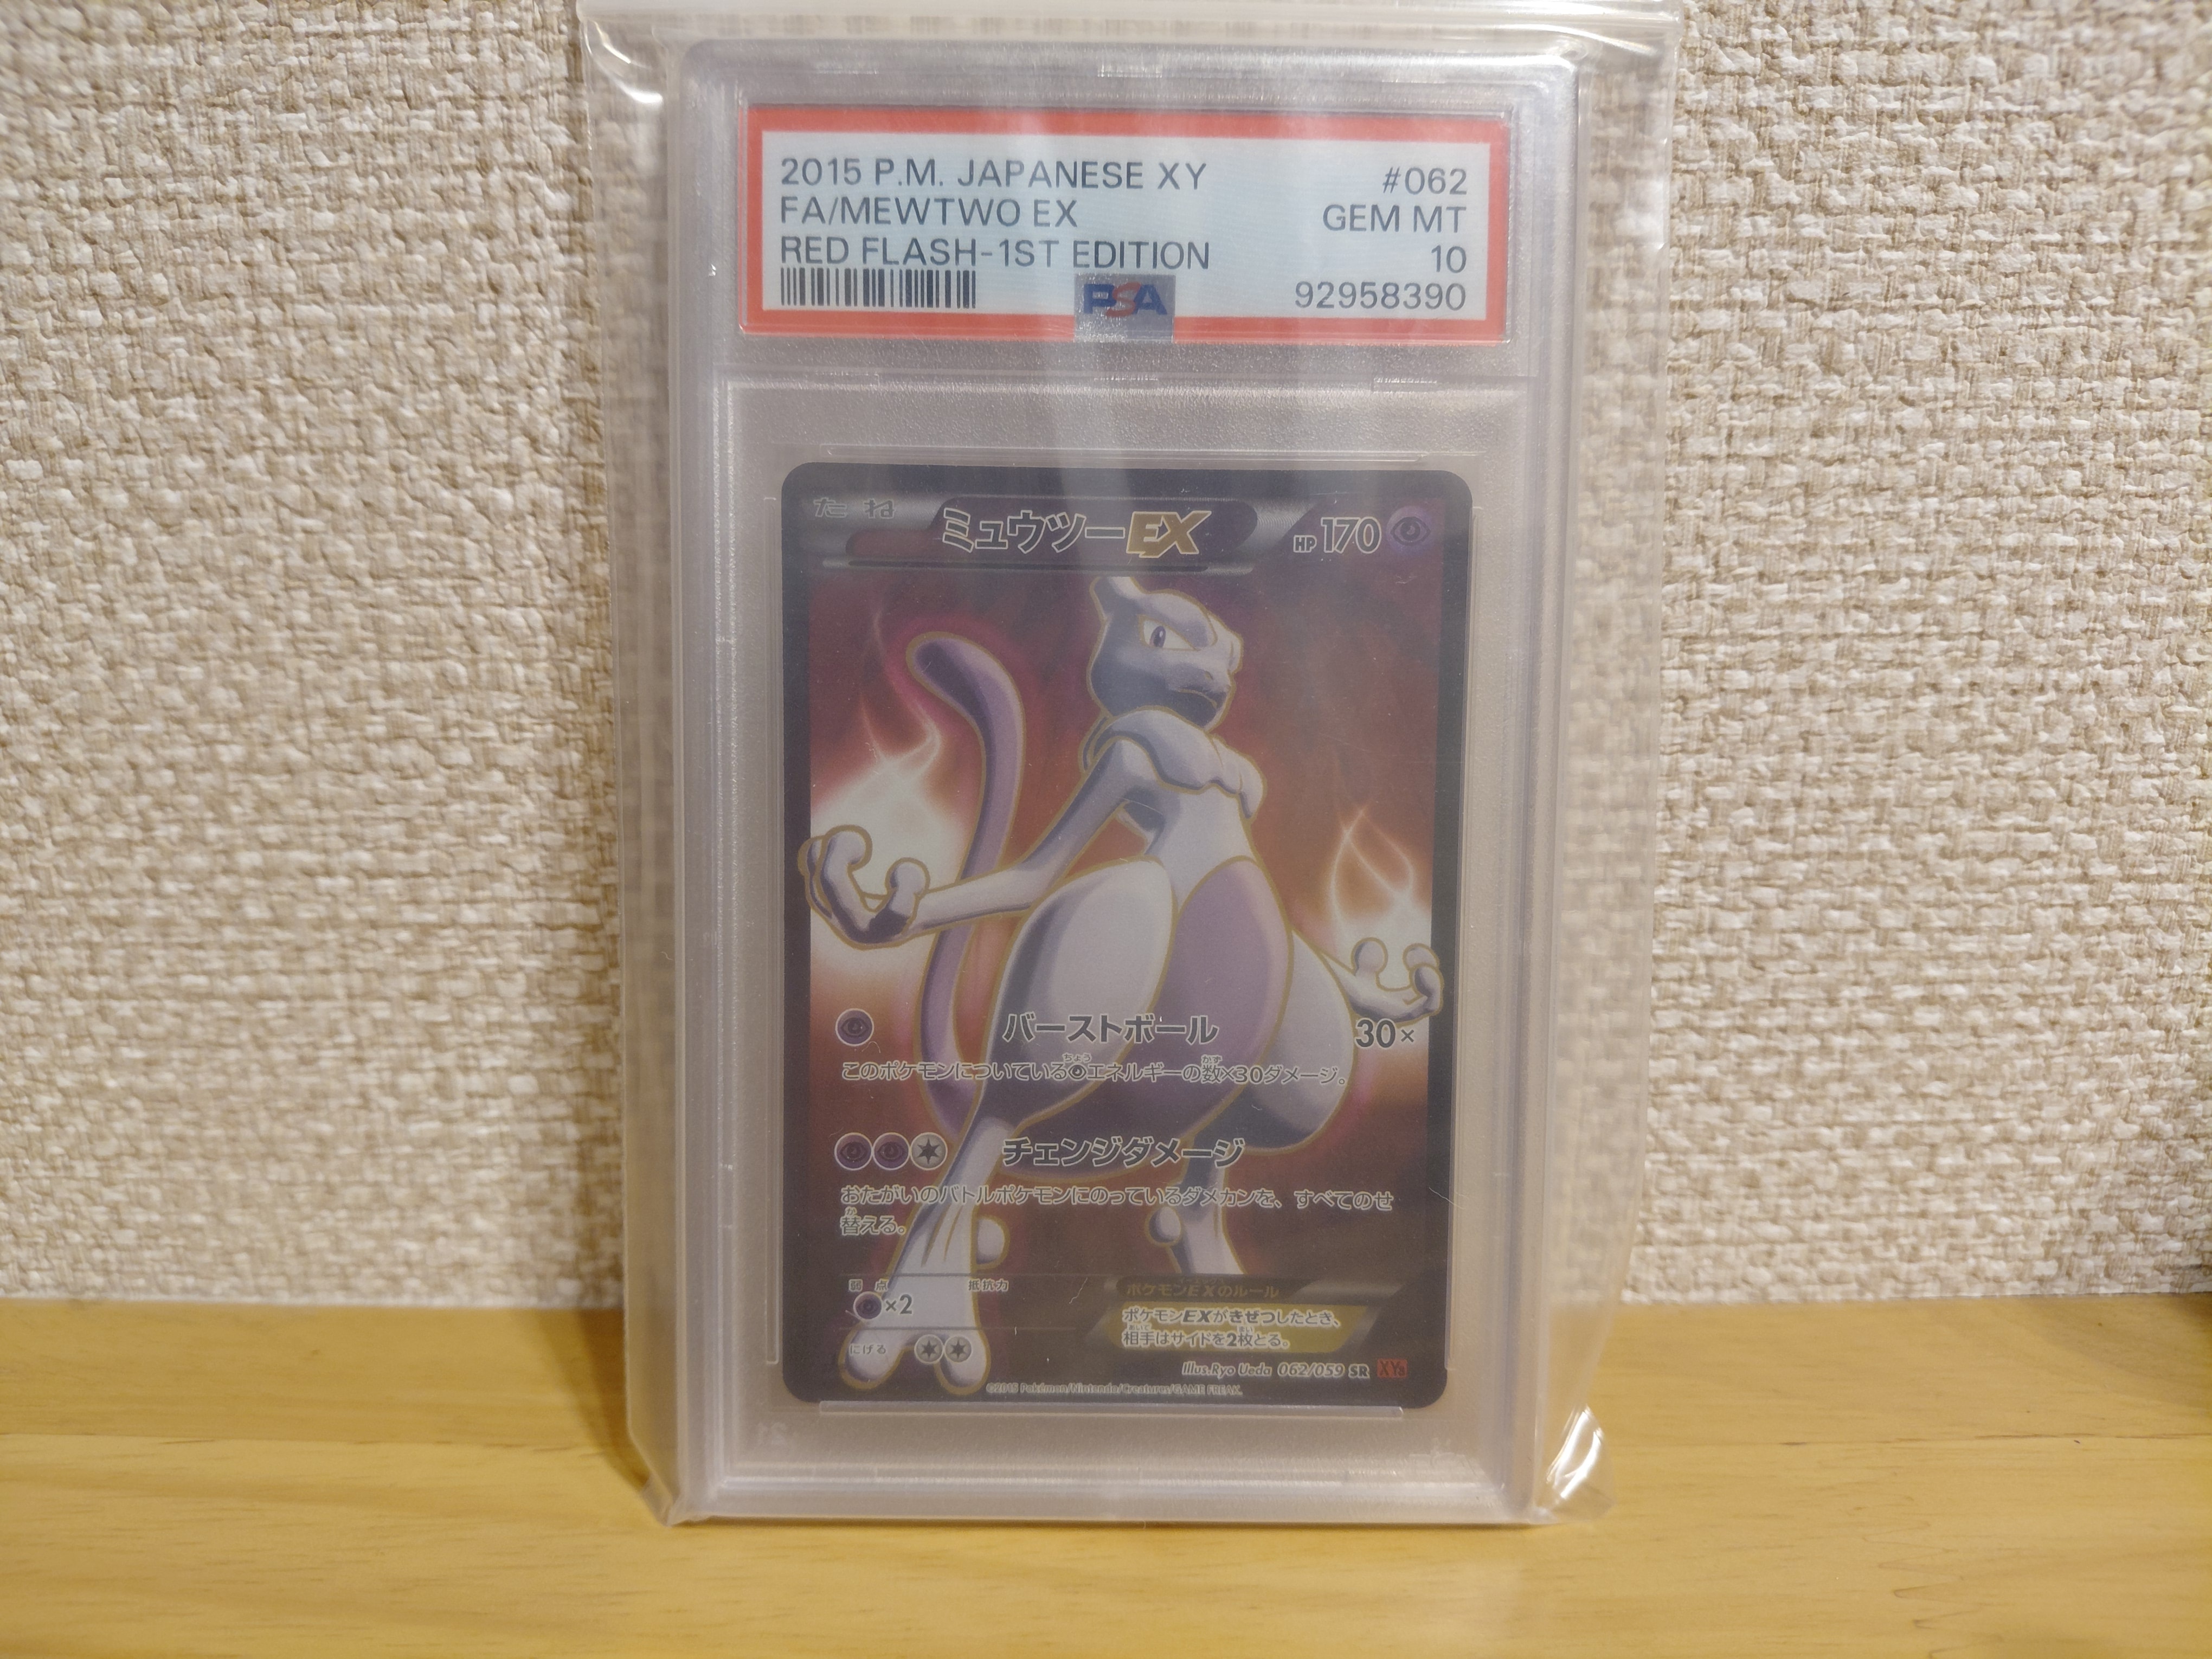 2015 P.M. JAPANESE XY #062
FA/MEWTWO EX GEM MT
RED FLASH-1ST EDITION 10
PSA 92958390
たね ミュウツーEX HP170
バーストボール 30×
このポケモンについている超エネルギーの数×30ダメージ。
チェンジダメージ
おたがいのバトルポケモンにのっているダメカンを、すべてのせ
替える。
弱点 抵抗力
×2
にげる
ポケモンEXのルール
ポケモンEXがきぜつしたとき、
相手はサイドを2枚とる。
Illus.Ryo Ueda 062/059 SR XY8
©2015 Pokémon/Nintendo/Creatures/GAME FREAK.